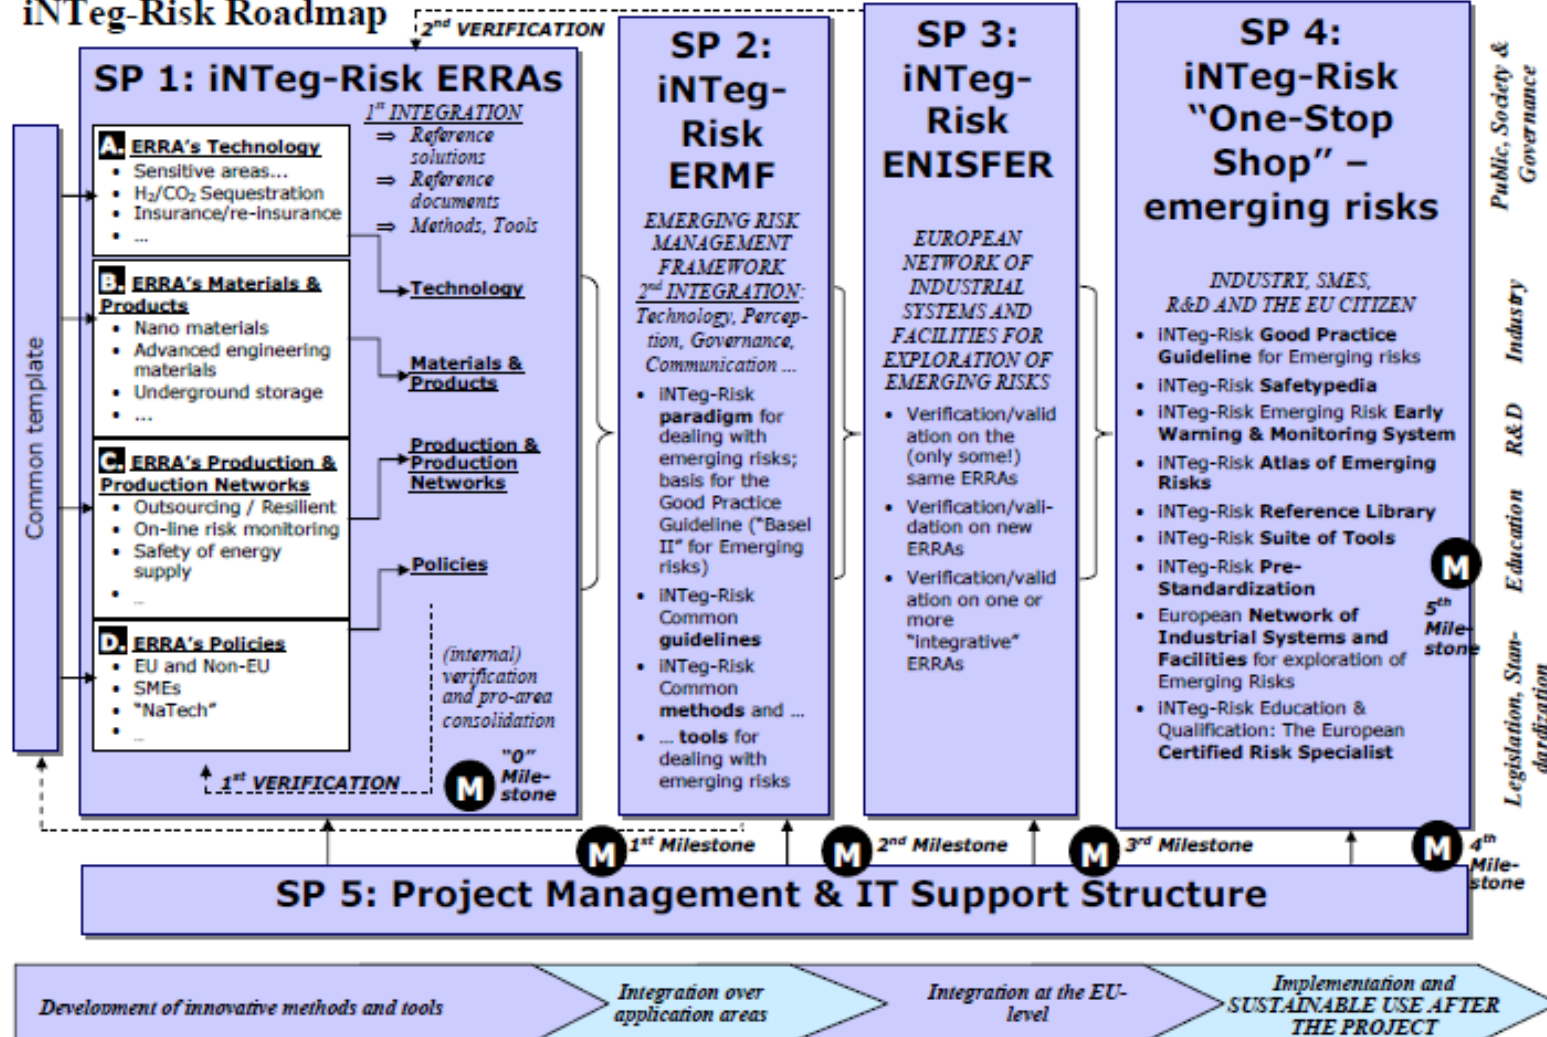 iNTeg-Risk Roadmap
2nd VERIFICATION
SP 1: iNTeg-Risk ERRAs
Common template
A. ERRA's Technology
• Sensitive areas...
• H₂/CO₂ Sequestration
• Insurance/re-insurance
• ...
B. ERRA's Materials &
Products
• Nano materials
• Advanced engineering
materials
• Underground storage
• ...
C. ERRA's Production &
Production Networks
• Outsourcing / Resilient
• On-line risk monitoring
• Safety of energy
supply
• ...
D. ERRA's Policies
• EU and Non-EU
• SMEs
• "NaTech"
• ...
1st INTEGRATION
⇒ Reference
solutions
⇒ Reference
documents
⇒ Methods, Tools
Technology
Materials &
Products
Production &
Production
Networks
Policies
(internal)
verification
and pro-area
consolidation
1st VERIFICATION
M
"0"
Mile-
stone
SP 2:
iNTeg-
Risk
ERMF
EMERGING RISK
MANAGEMENT
FRAMEWORK
2nd INTEGRATION:
Technology, Percep-
tion, Governance,
Communication ...
• iNTeg-Risk
paradigm for
dealing with
emerging risks;
basis for the
Good Practice
Guideline ("Basel
II" for Emerging
risks)
• iNTeg-Risk
Common
guidelines
• iNTeg-Risk
Common
methods and ...
• ... tools for
dealing with
emerging risks
SP 3:
iNTeg-
Risk
ENISFER
EUROPEAN
NETWORK OF
INDUSTRIAL
SYSTEMS AND
FACILITIES FOR
EXPLORATION OF
EMERGING RISKS
• Verification/valid
ation on the
(only some!)
same ERRAs
• Verification/vali-
dation on new
ERRAs
• Verification/valid
ation on one or
more
"integrative"
ERRAs
SP 4:
iNTeg-Risk
"One-Stop
Shop" –
emerging risks
INDUSTRY, SMES,
R&D AND THE EU CITIZEN
• iNTeg-Risk Good Practice
Guideline for Emerging risks
• iNTeg-Risk Safetypedia
• iNTeg-Risk Emerging Risk Early
Warning & Monitoring System
• iNTeg-Risk Atlas of Emerging
Risks
• iNTeg-Risk Reference Library
• iNTeg-Risk Suite of Tools
• iNTeg-Risk Pre-
Standardization
• European Network of
Industrial Systems and
Facilities for exploration of
Emerging Risks
• iNTeg-Risk Education &
Qualification: The European
Certified Risk Specialist
M
5th
Mile-
stone
Public, Society &
Governance
Industry
R&D
Education
Legislation, Stan-
dardization
M 1st Milestone
M 2nd Milestone
M 3rd Milestone
M 4th
Mile-
stone
SP 5: Project Management & IT Support Structure
Development of innovative methods and tools
Integration over
application areas
Integration at the EU-
level
Implementation and
SUSTAINABLE USE AFTER
THE PROJECT